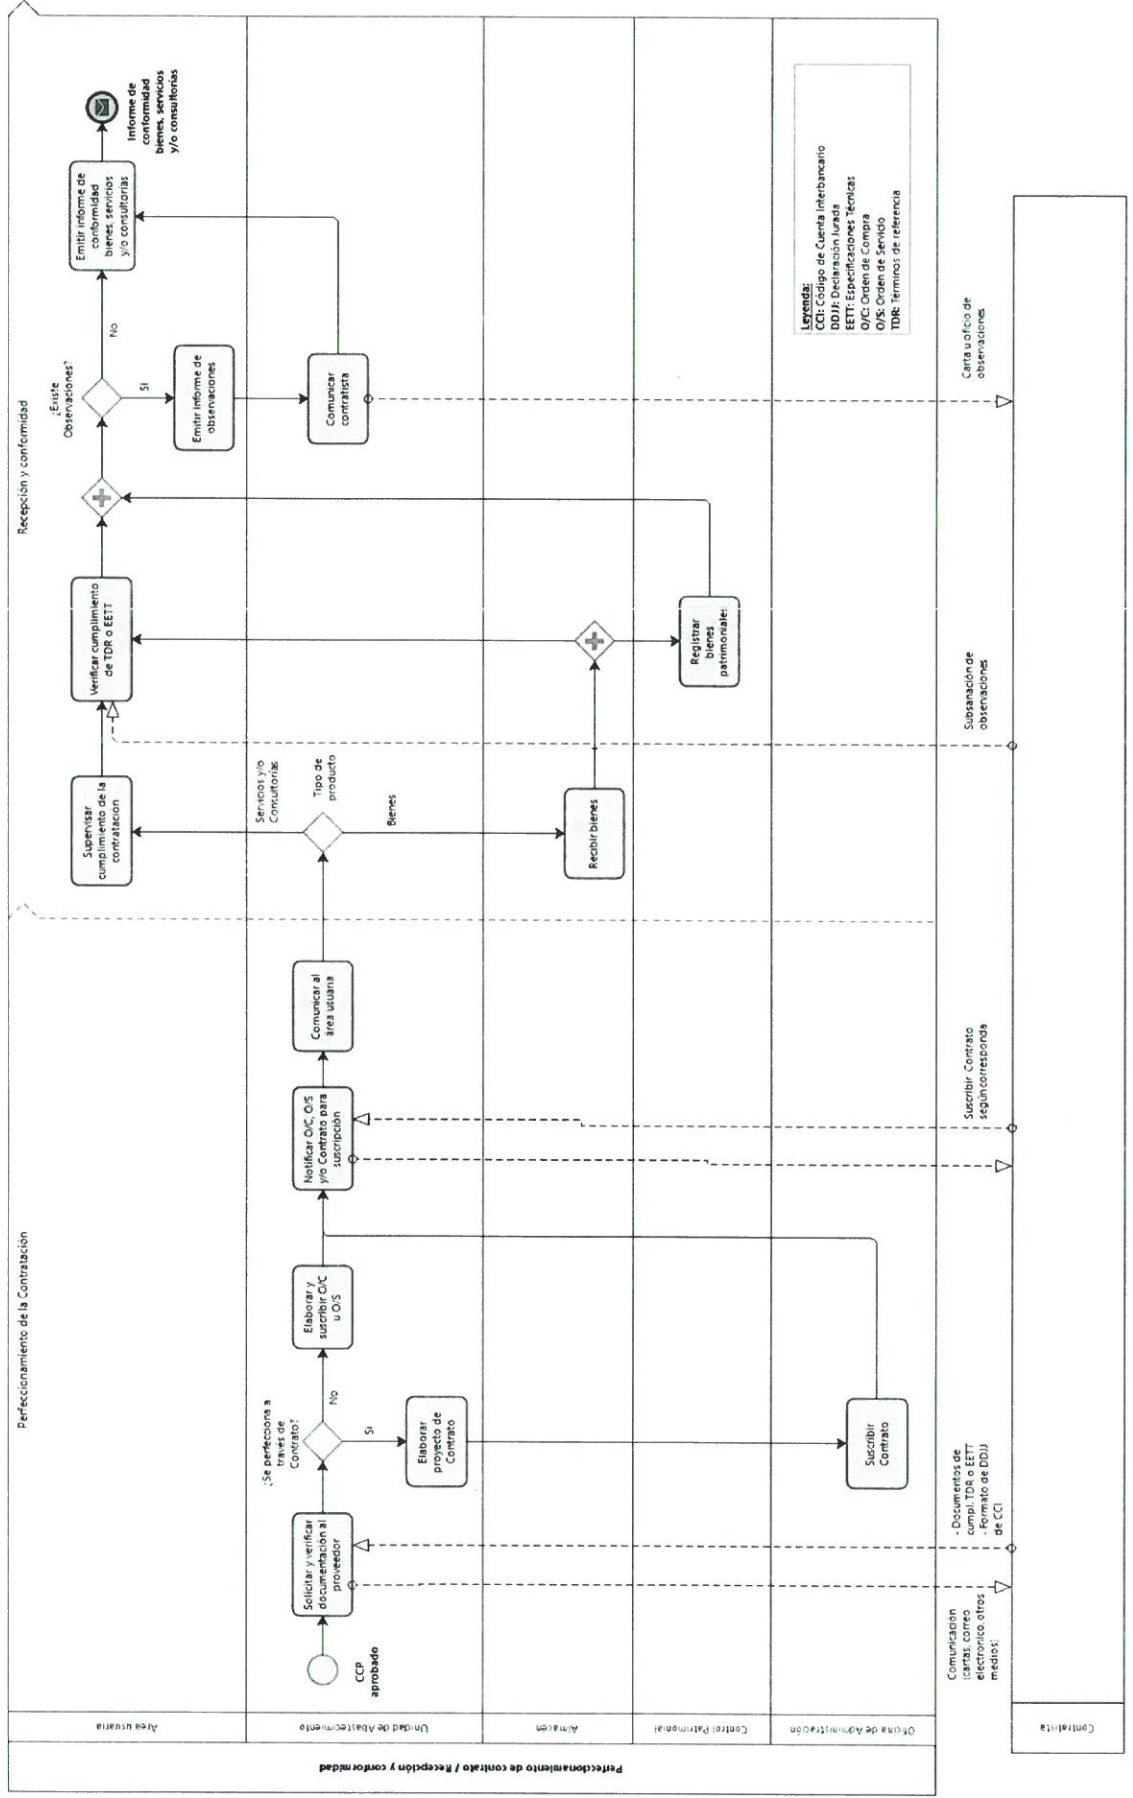 Perfeccionamiento de contrato / Recepción y conformidad
Área usuaria
Unidad de Abastecimiento
Almacén
Control Patrimonial
Oficina de Administración
Contratista
Perfeccionamiento de la Contratación
Recepción y conformidad
CCP
aprobado
Solicitar y verificar
documentación al
proveedor
¿Se perfecciona a
través de
Contrato?
No
Si
Elaborar
proyecto de
Contrato
Suscribir
Contrato
Elaborar y
suscribir O/C
u O/S
Notificar O/C, O/S
y/o Contrato para
suscripción
Comunicar al
área usuaria
Tipo de
producto
Servicios y/o
Consultorías
Bienes
Supervisar
cumplimiento de la
contratación
Recibir bienes
Verificar cumplimiento
de TDR o EETT
Registrar
bienes
patrimoniales
¿Existe
Observaciones?
No
Si
Emitir informe de
observaciones
Comunicar
contratista
Emitir informe de
conformidad
bienes, servicios
y/o consultorías
Informe de
conformidad
bienes, servicios
y/o consultorías
Comunicación
(cartas, correo
electronico, otros
medios)
- Documentos de
cumpl. TDR o EETT
- Formato de DDJJ
de CCI
Suscribir Contrato
según corresponda
Subsanación de
observaciones
Carta u oficio de
observaciones
Leyenda:
CCI: Código de Cuenta Interbancario
DDJJ: Declaración Jurada
EETT: Especificaciones Técnicas
O/C: Orden de Compra
O/S: Orden de Servicio
TDR: Términos de referencia